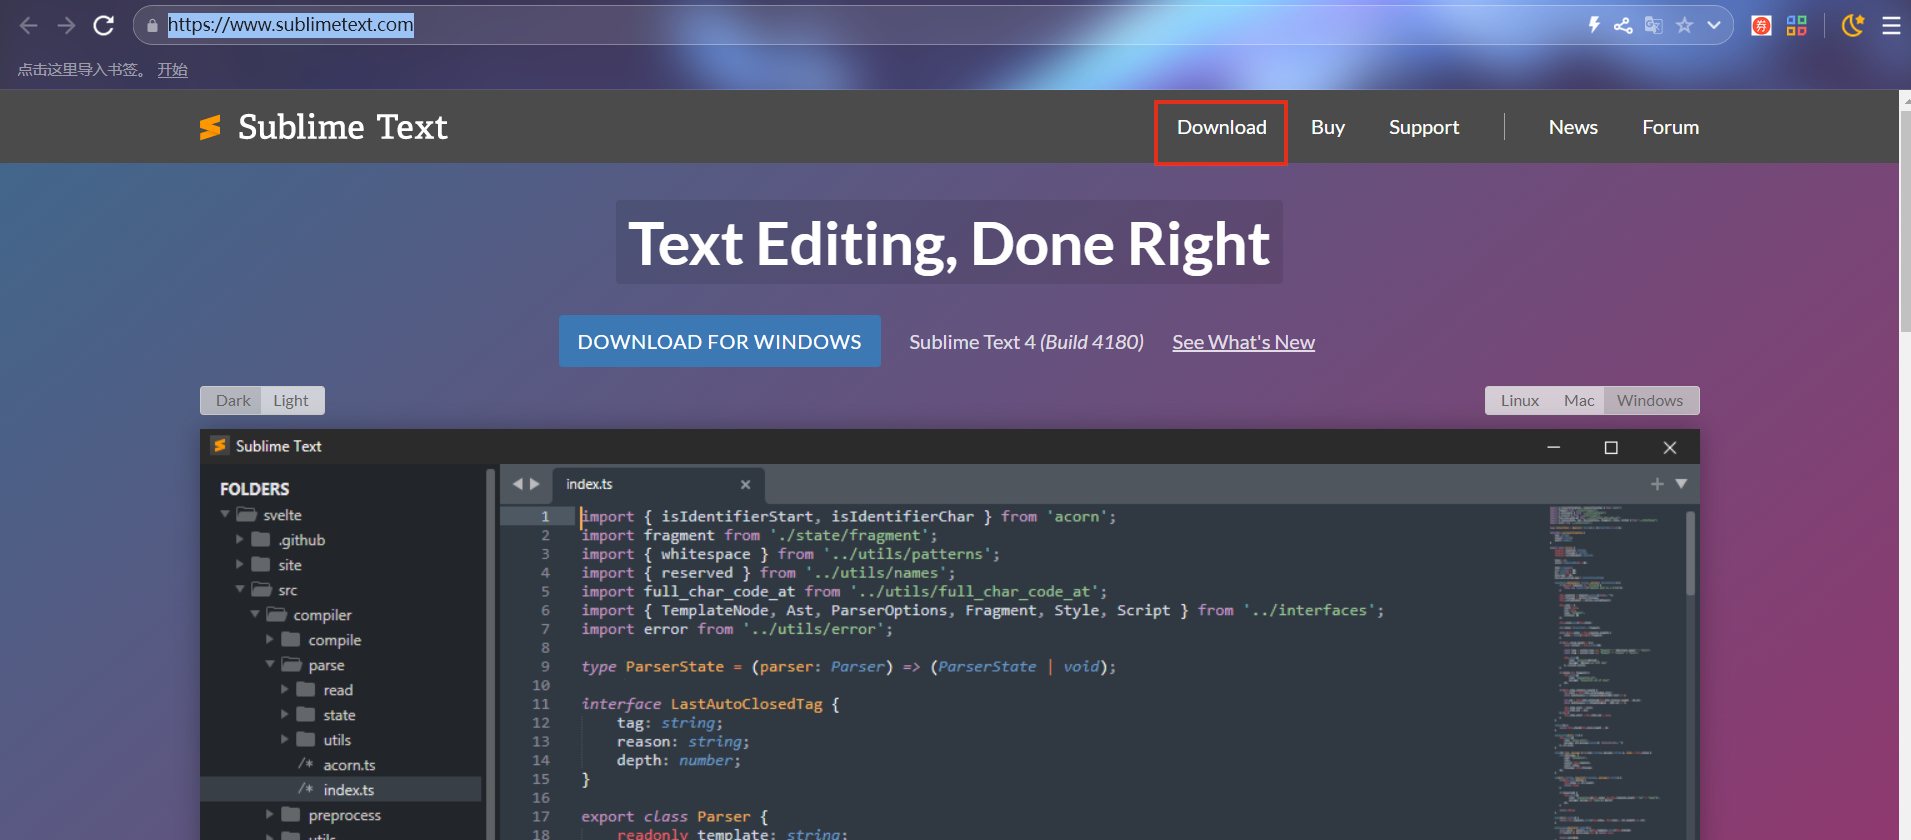 https://www.sublimetext.com
点击这里导入书签。 开始
Sublime Text
Download Buy Support News Forum
Text Editing, Done Right
DOWNLOAD FOR WINDOWS Sublime Text 4 (Build 4180) See What's New
Dark Light Linux Mac Windows
Sublime Text
FOLDERS
svelte
.github
site
src
compiler
compile
parse
read
state
utils
/* acorn.ts
/* index.ts
preprocess
utils
index.ts
1 import { isIdentifierStart, isIdentifierChar } from 'acorn';
2 import fragment from './state/fragment';
3 import { whitespace } from '../utils/patterns';
4 import { reserved } from '../utils/names';
5 import full_char_code_at from '../utils/full_char_code_at';
6 import { TemplateNode, Ast, ParserOptions, Fragment, Style, Script } from '../interfaces';
7 import error from '../utils/error';
8
9 type ParserState = (parser: Parser) => (ParserState | void);
10
11 interface LastAutoClosedTag {
12 tag: string;
13 reason: string;
14 depth: number;
15 }
16
17 export class Parser {
18 readonly template: string;